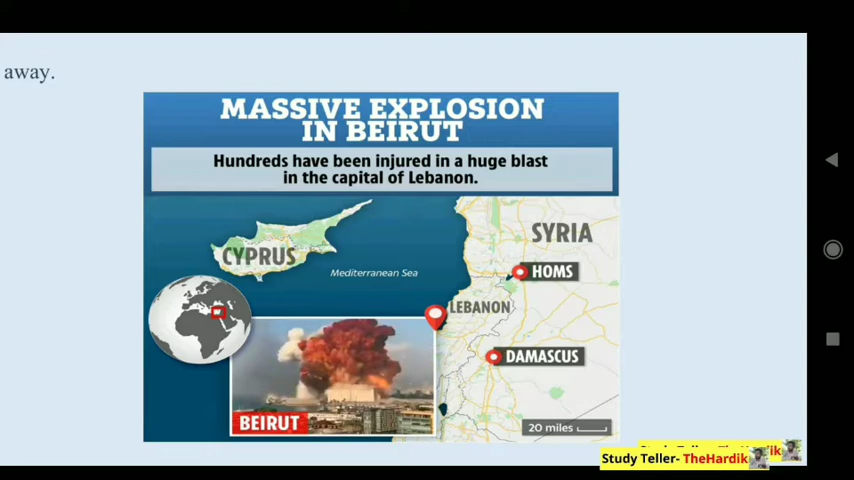 away.
MASSIVE EXPLOSION
IN BEIRUT
Hundreds have been injured in a huge blast
in the capital of Lebanon.
SYRIA
CYPRUS
Mediterranean Sea
HOMS
LEBANON
DAMASCUS
BEIRUT
20 miles
Study Teller- TheHardik